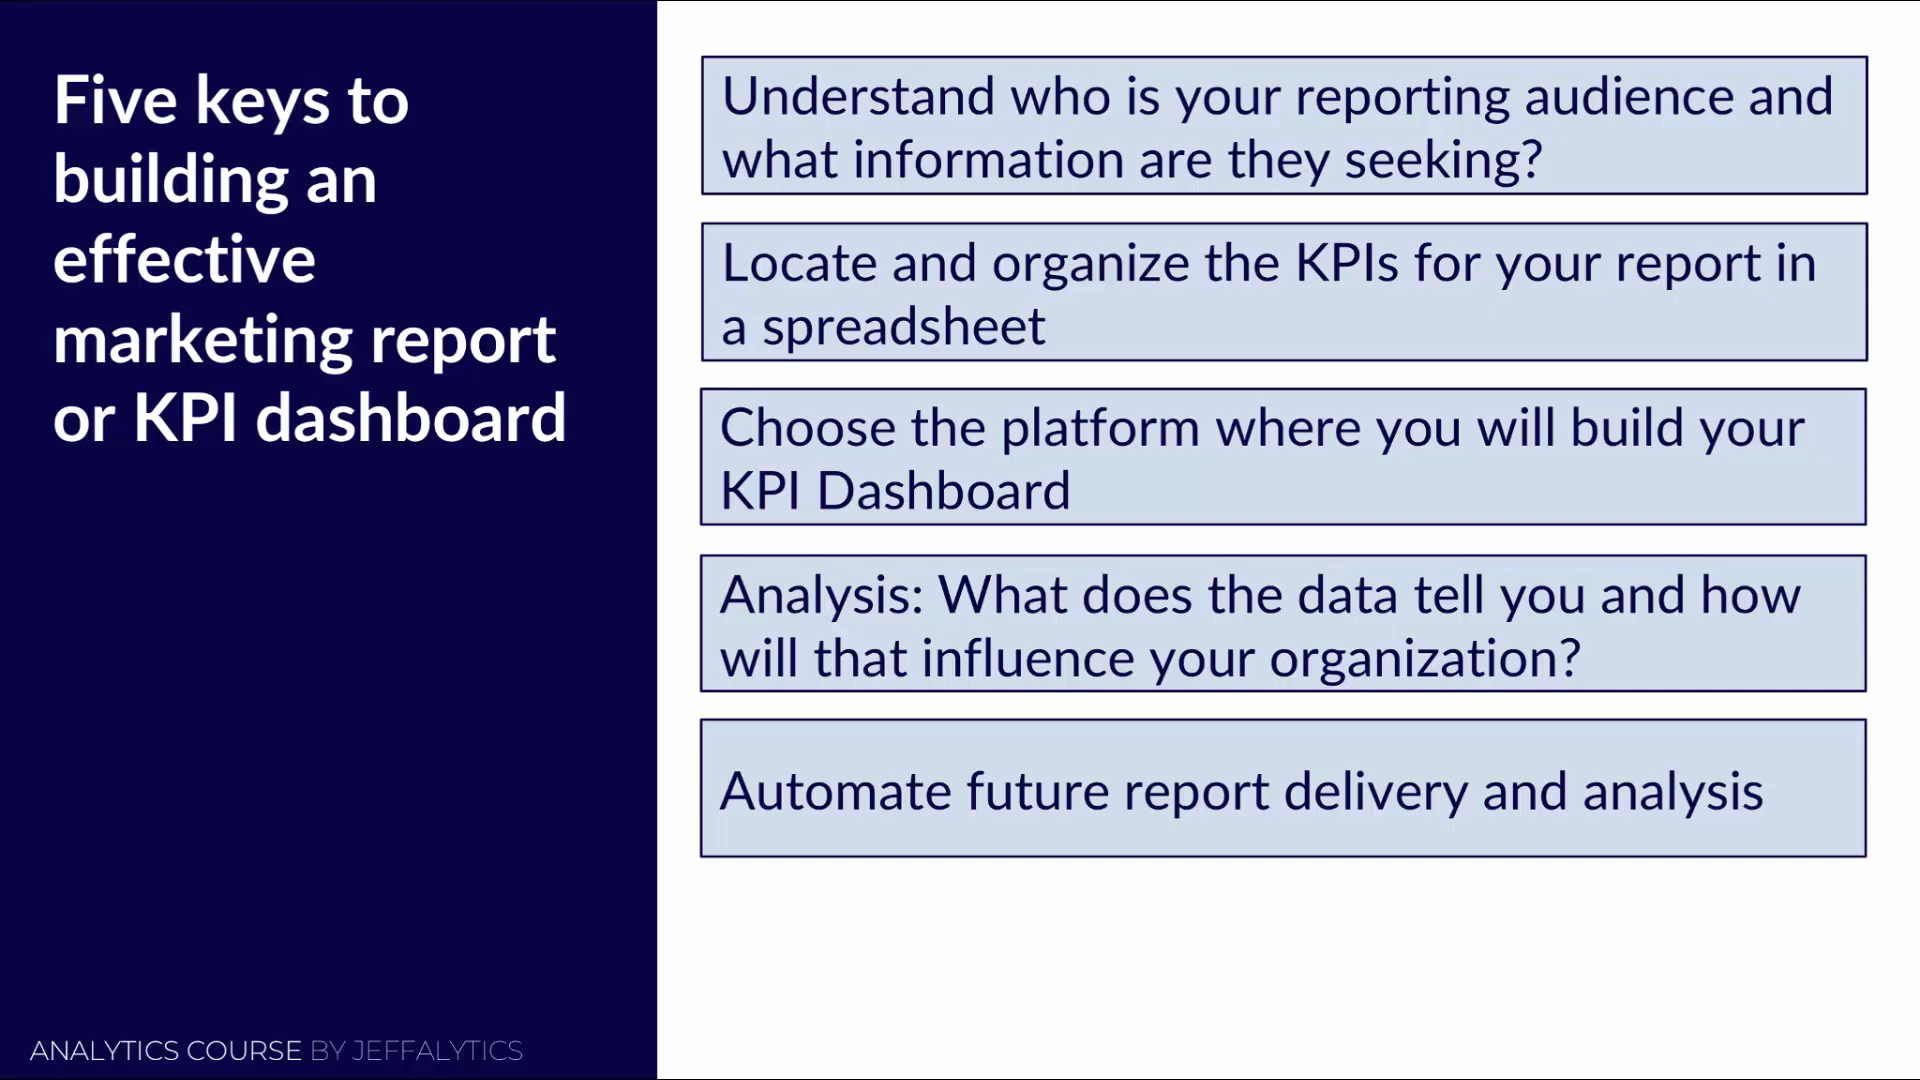 Five keys to
building an
effective
marketing report
or KPI dashboard
Understand who is your reporting audience and
what information are they seeking?
Locate and organize the KPIs for your report in
a spreadsheet
Choose the platform where you will build your
KPI Dashboard
Analysis: What does the data tell you and how
will that influence your organization?
Automate future report delivery and analysis
ANALYTICS COURSE BY JEFFALYTICS